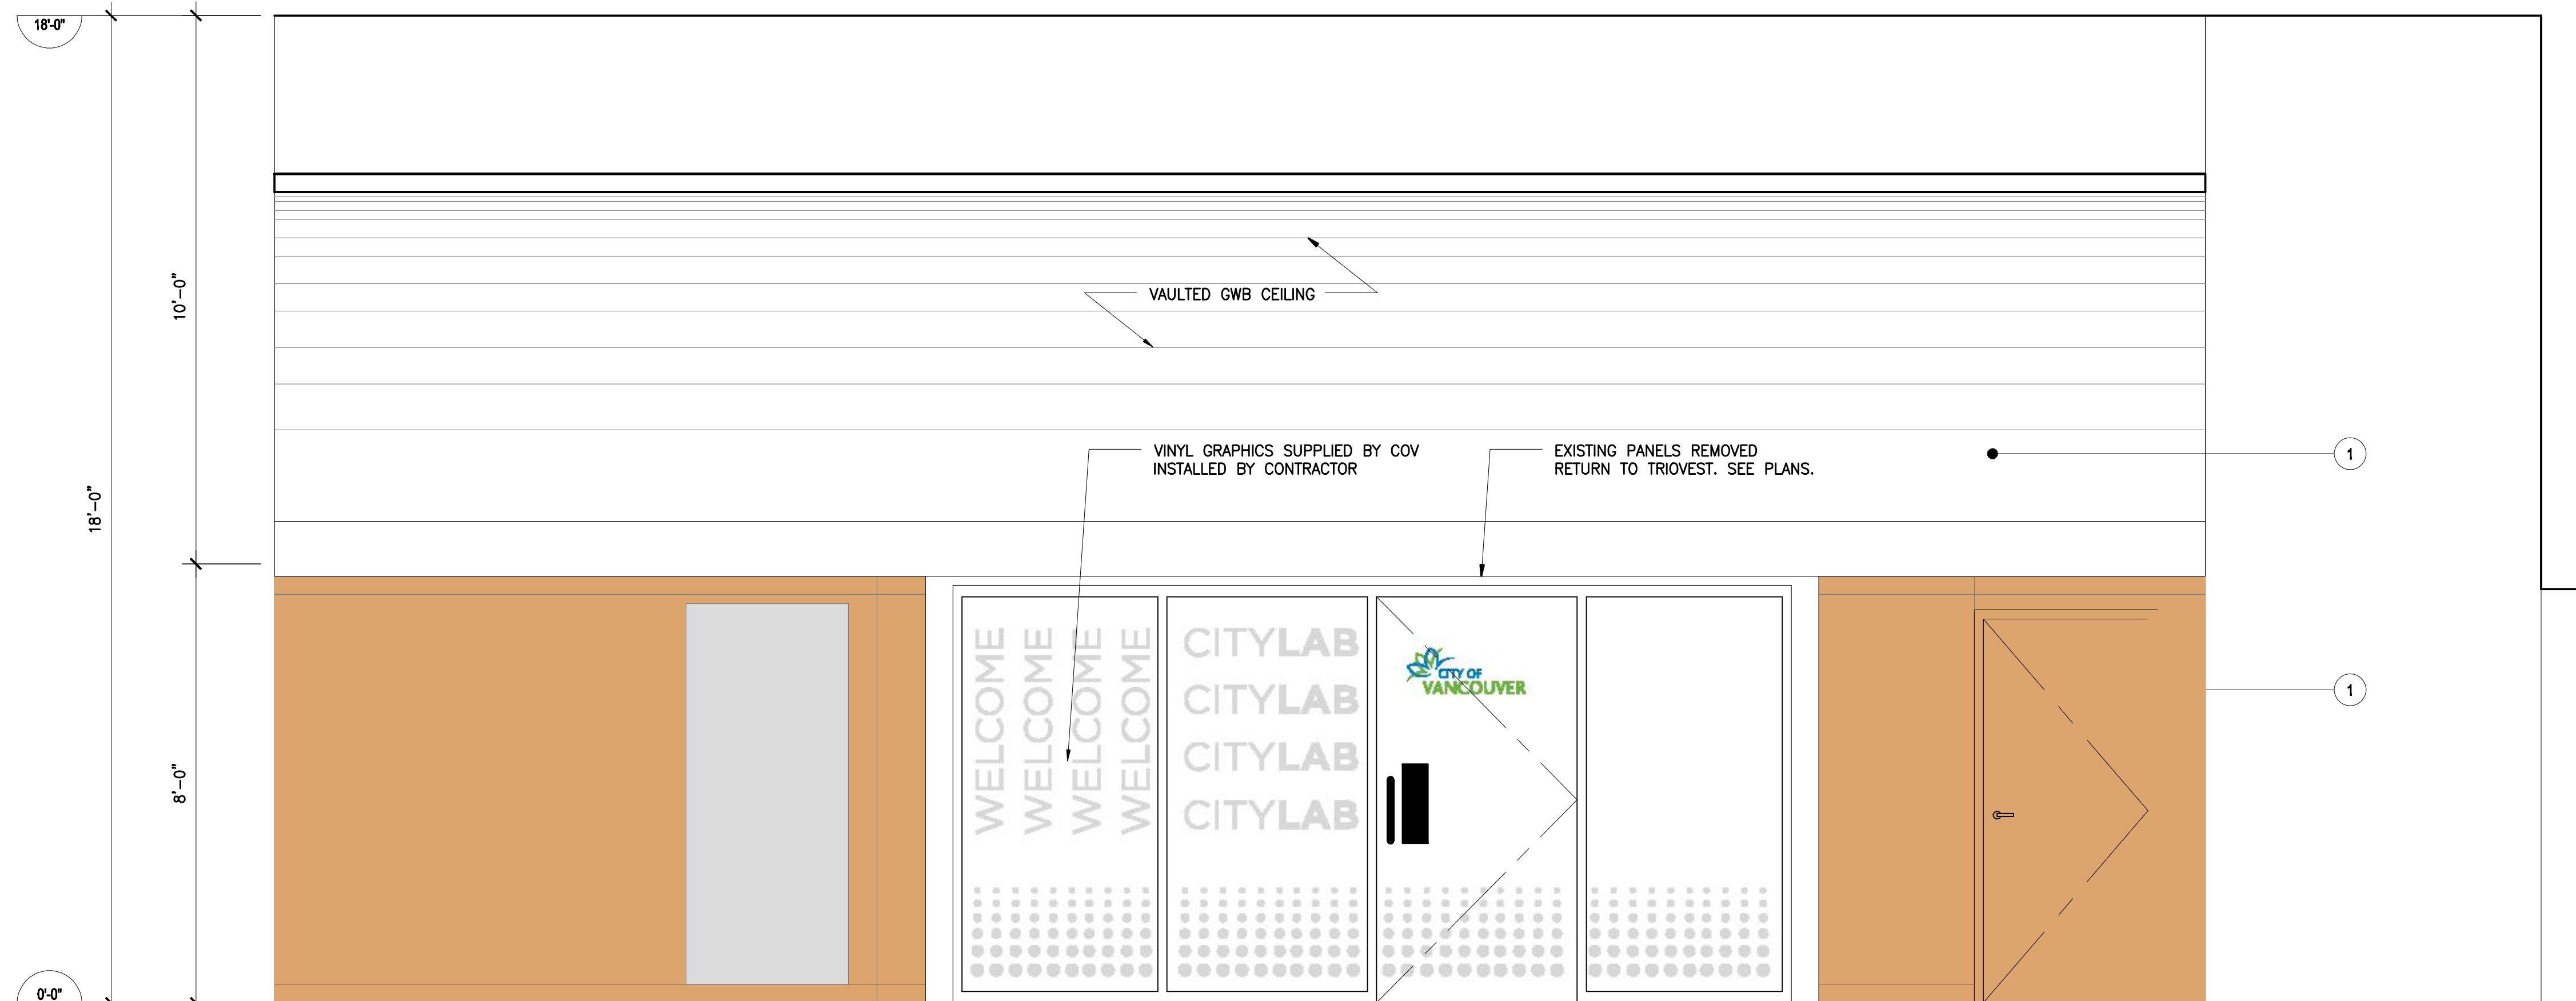 18'-0"
10'-0"
VAULTED GWB CEILING
VINYL GRAPHICS SUPPLIED BY COV
INSTALLED BY CONTRACTOR
EXISTING PANELS REMOVED
RETURN TO TRIOVEST. SEE PLANS.
1
18'-0"
WELCOME
WELCOME
WELCOME
WELCOME
CITYLAB
CITYLAB
CITYLAB
CITYLAB
CITY OF
VANCOUVER
1
8'-0"
0'-0"